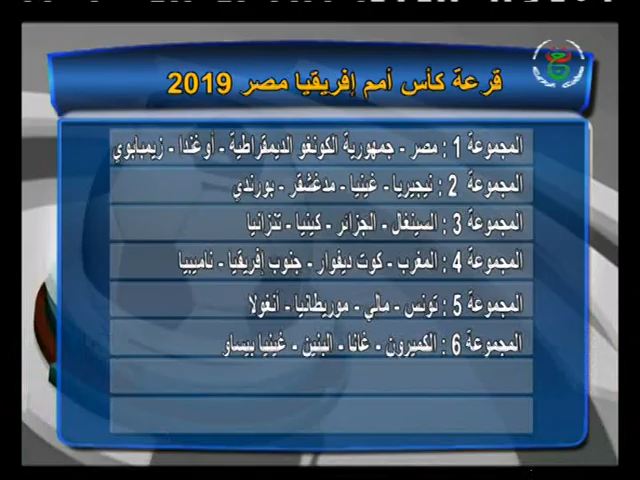 قرعة كأس أمم إفريقيا مصر 2019
المجموعة 1 : مصر - جمهورية الكونغو الديمقراطية - أوغندا - زيمبابوي
المجموعة 2 : نيجيريا - غينيا - مدغشقر - بورندي
المجموعة 3 : السينغال - الجزائر - كينيا - تنزانيا
المجموعة 4 : المغرب - كوت ديفوار - جنوب إفريقيا - ناميبيا
المجموعة 5 : تونس - مالي - موريطانيا - أنغولا
المجموعة 6 : الكميرون - غانا - البنين - غينيا بيساو